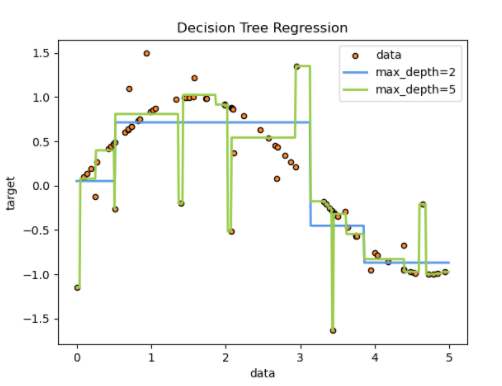 Decision Tree Regression
data
max_depth=2
max_depth=5
target
1.5
1.0
0.5
0.0
−0.5
−1.0
−1.5
0 1 2 3 4 5
data